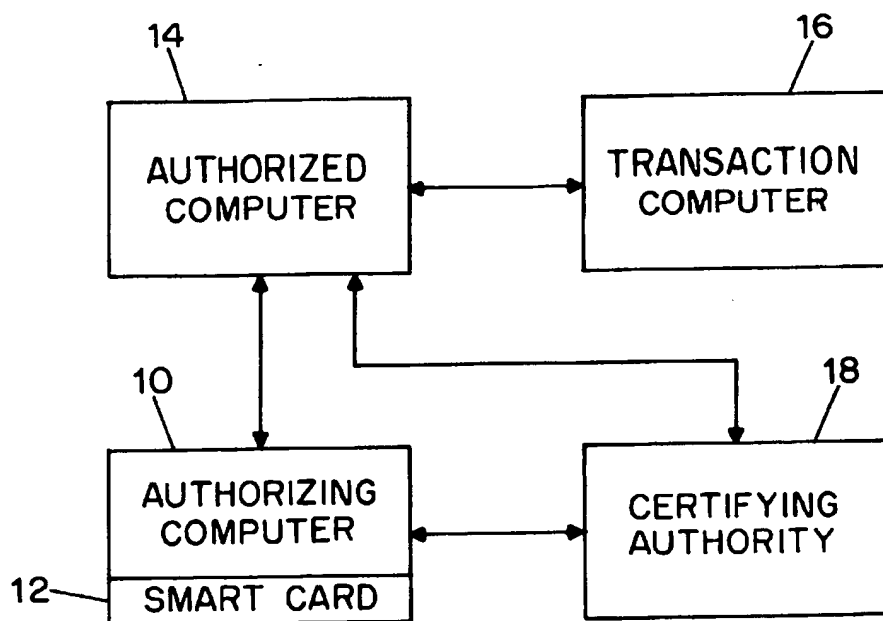 14
16
AUTHORIZED
COMPUTER
TRANSACTION
COMPUTER
10
18
AUTHORIZING
COMPUTER
CERTIFYING
AUTHORITY
12
SMART CARD